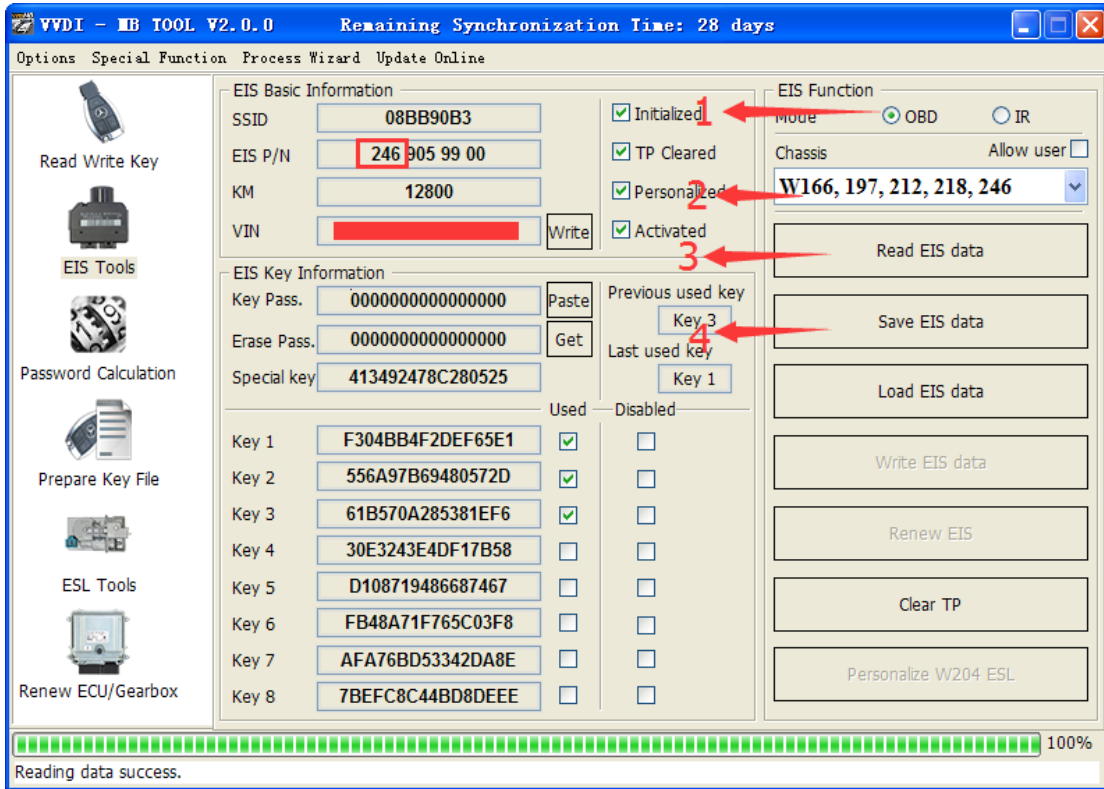 VVDI - MB TOOL V2.0.0 Remaining Synchronization Time: 28 days
Options Special Function Process Wizard Update Online
Read Write Key
EIS Tools
Password Calculation
Prepare Key File
ESL Tools
Renew ECU/Gearbox
EIS Basic Information
SSID 08BB90B3
EIS P/N 246 905 99 00
KM 12800
VIN Write
Initialized
TP Cleared
Personalized
Activated
1
2
3
4
EIS Key Information
Key Pass. 0000000000000000 Paste
Erase Pass. 0000000000000000 Get
Special key 413492478C280525
Previous used key
Key 3
Last used key
Key 1
Used Disabled
Key 1 F304BB4F2DEF65E1
Key 2 556A97B69480572D
Key 3 61B570A285381EF6
Key 4 30E3243E4DF17B58
Key 5 D108719486687467
Key 6 FB48A71F765C03F8
Key 7 AFA76BD53342DA8E
Key 8 7BEFC8C44BD8DEEE
EIS Function
Mode OBD IR
Chassis Allow user
W166, 197, 212, 218, 246
Read EIS data
Save EIS data
Load EIS data
Write EIS data
Renew EIS
Clear TP
Personalize W204 ESL
100%
Reading data success.